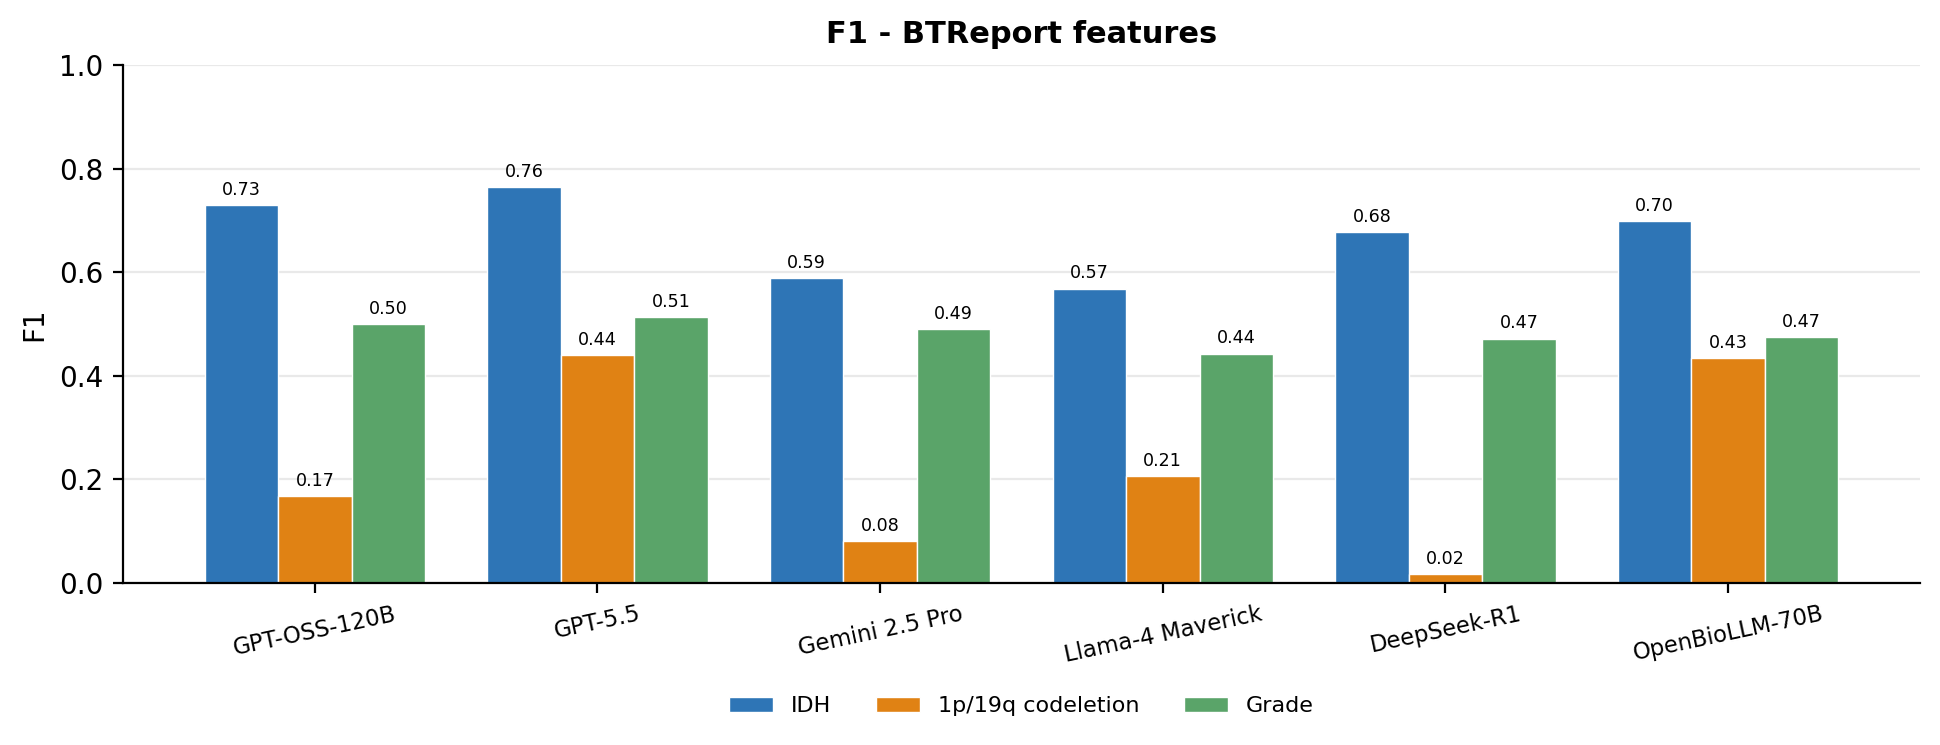 F1 - BTReport features
F1
1.0
0.8
0.6
0.4
0.2
0.0
0.73
0.17
0.50
0.76
0.44
0.51
0.59
0.08
0.49
0.57
0.21
0.44
0.68
0.02
0.47
0.70
0.43
0.47
GPT-OSS-120B
GPT-5.5
Gemini 2.5 Pro
Llama-4 Maverick
DeepSeek-R1
OpenBioLLM-70B
IDH
1p/19q codeletion
Grade